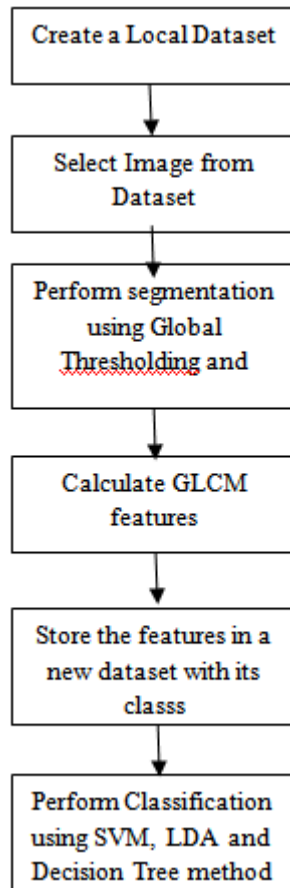 Create a Local Dataset
Select Image from
Dataset
Perform segmentation
using Global
Thresholding and
Calculate GLCM
features
Store the features in a
new dataset with its
classs
Perform Classification
using SVM, LDA and
Decision Tree method